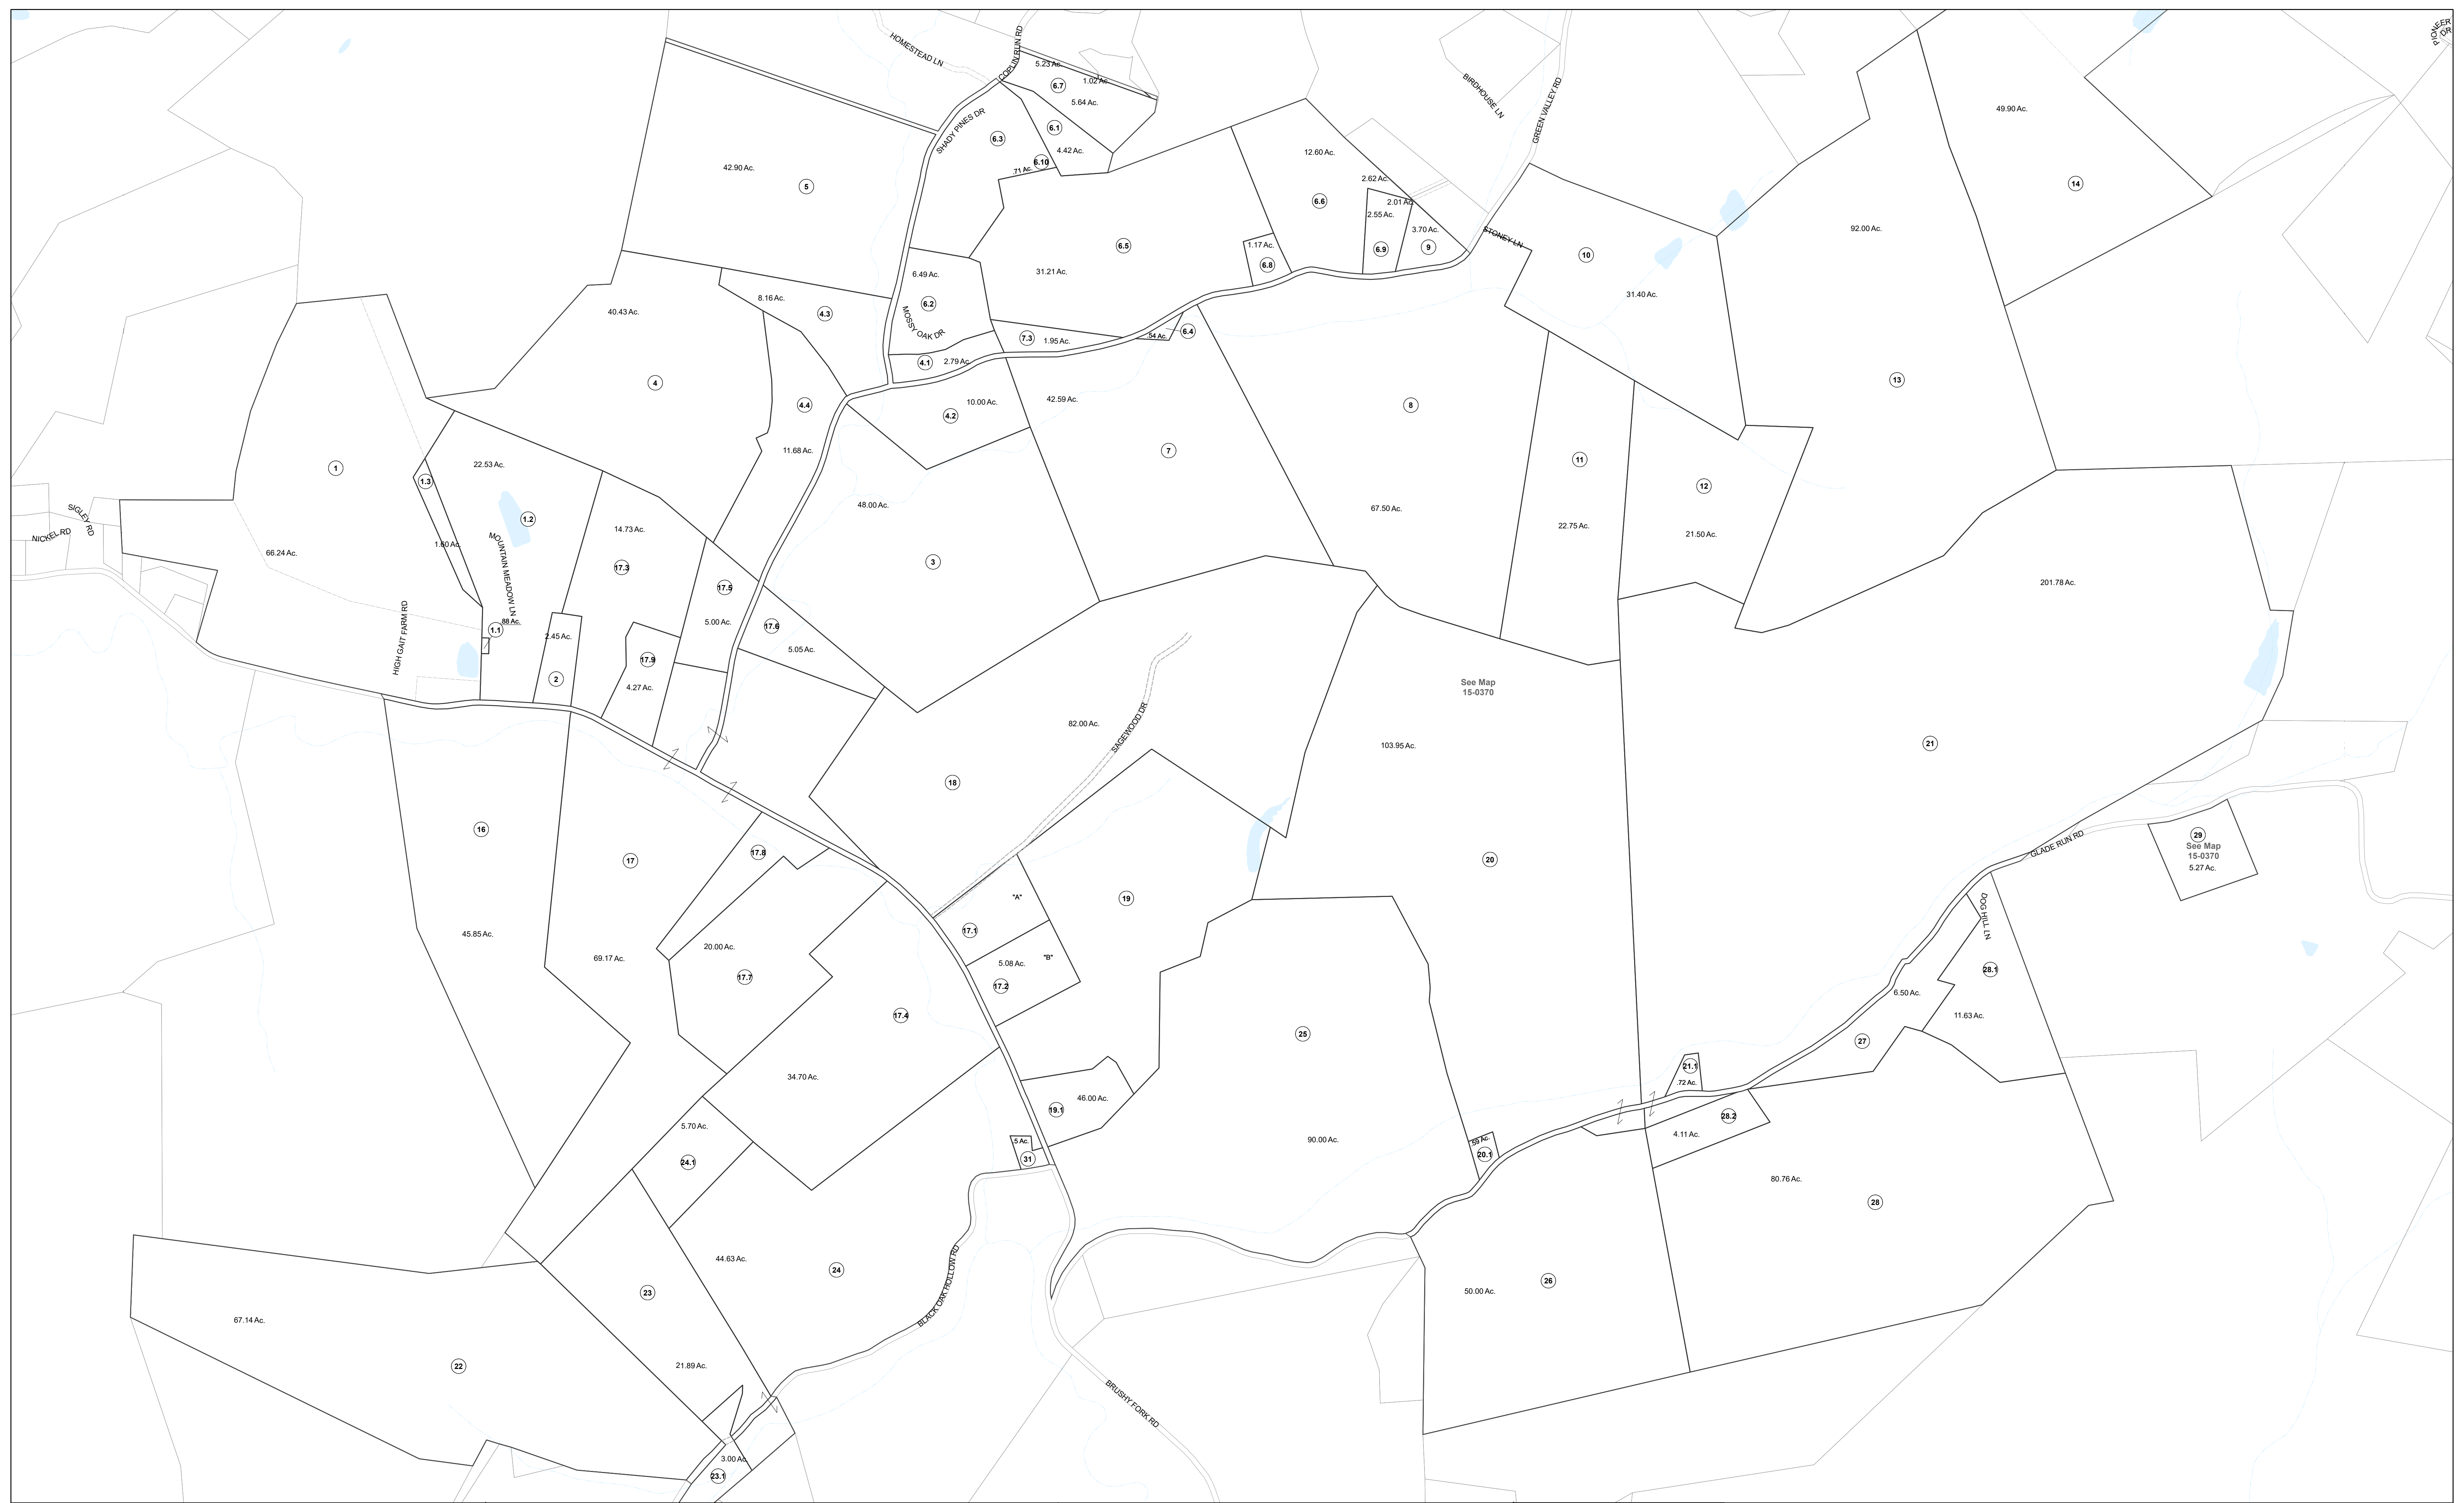 HOMESTEAD LN
COPLIN RUN RD
PIONEER
DR
5.23 Ac.
1.02 Ac.
6.7
5.64 Ac.
BIRDHOUSE LN
GREEN VALLEY RD
49.90 Ac.
14
SHADY PINES DR
6.3
6.1
4.42 Ac.
6.10
.71 Ac.
42.90 Ac.
5
12.60 Ac.
2.62 Ac.
6.6
2.01 Ac.
2.55 Ac.
3.70 Ac.
6.9
9
STONEY LN
92.00 Ac.
6.5
1.17 Ac.
6.8
31.21 Ac.
10
31.40 Ac.
6.49 Ac.
6.2
MOSSY OAK DR
8.16 Ac.
4.3
40.43 Ac.
7.3
1.95 Ac.
.54 Ac.
6.4
4.1
2.79 Ac.
4
4.4
10.00 Ac.
4.2
42.59 Ac.
8
13
11.68 Ac.
7
11
1
22.53 Ac.
1.3
12
48.00 Ac.
67.50 Ac.
SIGLEY RD
NICKEL RD
66.24 Ac.
1.60 Ac.
1.2
MOUNTAIN MEADOW LN
14.73 Ac.
17.3
22.75 Ac.
21.50 Ac.
3
17.5
201.78 Ac.
HIGH GAIT FARM RD
.88 Ac.
1.1
2.45 Ac.
2
5.00 Ac.
17.6
5.05 Ac.
17.9
4.27 Ac.
See Map
15-0370
82.00 Ac.
SAGEWOOD DR
103.95 Ac.
21
18
16
17
17.8
20
GLADE RUN RD
29
See Map
15-0370
5.27 Ac.
"A"
17.1
19
DOG HILL LN
45.85 Ac.
69.17 Ac.
20.00 Ac.
17.7
5.08 Ac.
"B"
17.2
28.1
6.50 Ac.
11.63 Ac.
17.4
25
27
34.70 Ac.
21.1
.72 Ac.
46.00 Ac.
19.1
28.2
4.11 Ac.
5.70 Ac.
24.1
.5 Ac.
31
90.00 Ac.
.59 Ac.
20.1
80.76 Ac.
28
44.63 Ac.
24
BLACK OAK HOLLOW RD
23
26
50.00 Ac.
67.14 Ac.
22
21.89 Ac.
BRUSHY FORK RD
3.00 Ac.
23.1